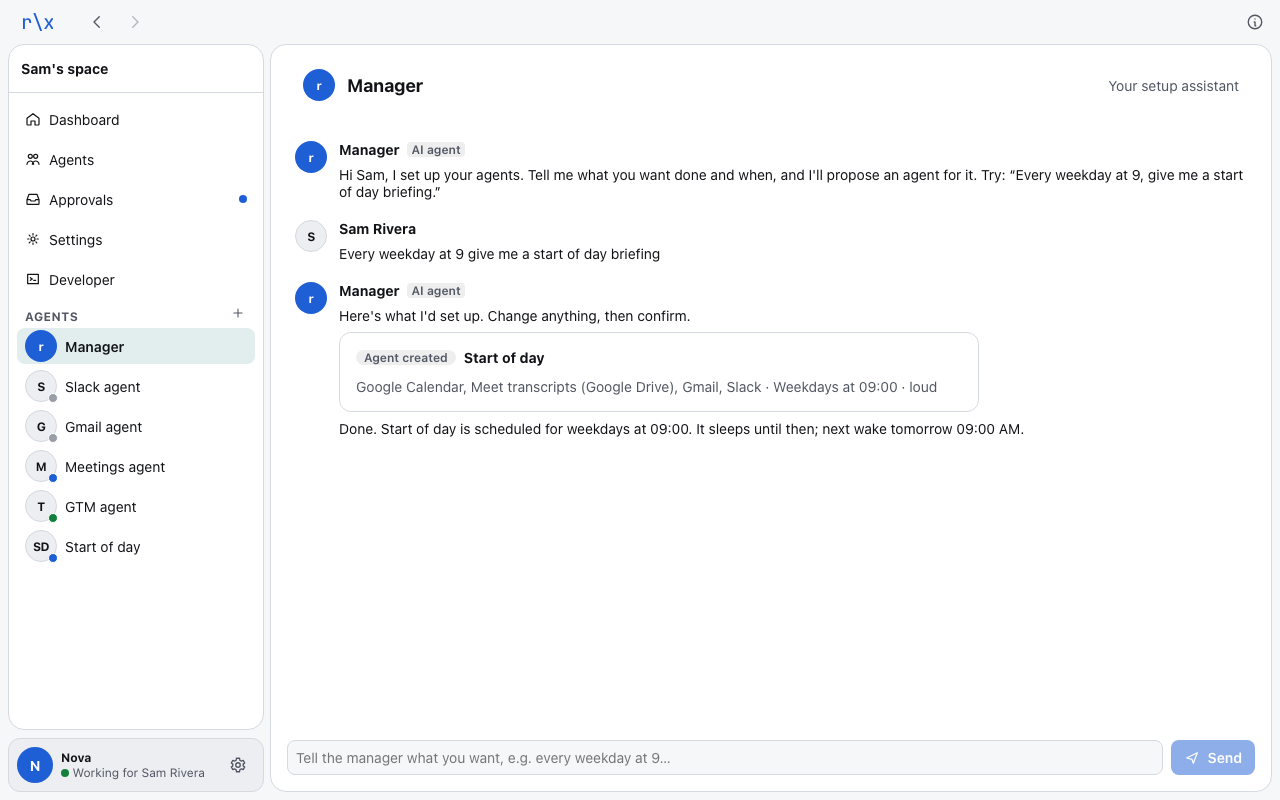 r\x
Sam's space
Dashboard
Agents
Approvals
Settings
Developer
AGENTS
r Manager
S Slack agent
G Gmail agent
M Meetings agent
T GTM agent
SD Start of day
N Nova
Working for Sam Rivera
r Manager
Your setup assistant
r Manager AI agent
Hi Sam, I set up your agents. Tell me what you want done and when, and I'll propose an agent for it. Try: “Every weekday at 9, give me a start
of day briefing.”
S Sam Rivera
Every weekday at 9 give me a start of day briefing
r Manager AI agent
Here's what I'd set up. Change anything, then confirm.
Agent created Start of day
Google Calendar, Meet transcripts (Google Drive), Gmail, Slack · Weekdays at 09:00 · loud
Done. Start of day is scheduled for weekdays at 09:00. It sleeps until then; next wake tomorrow 09:00 AM.
Tell the manager what you want, e.g. every weekday at 9...
Send